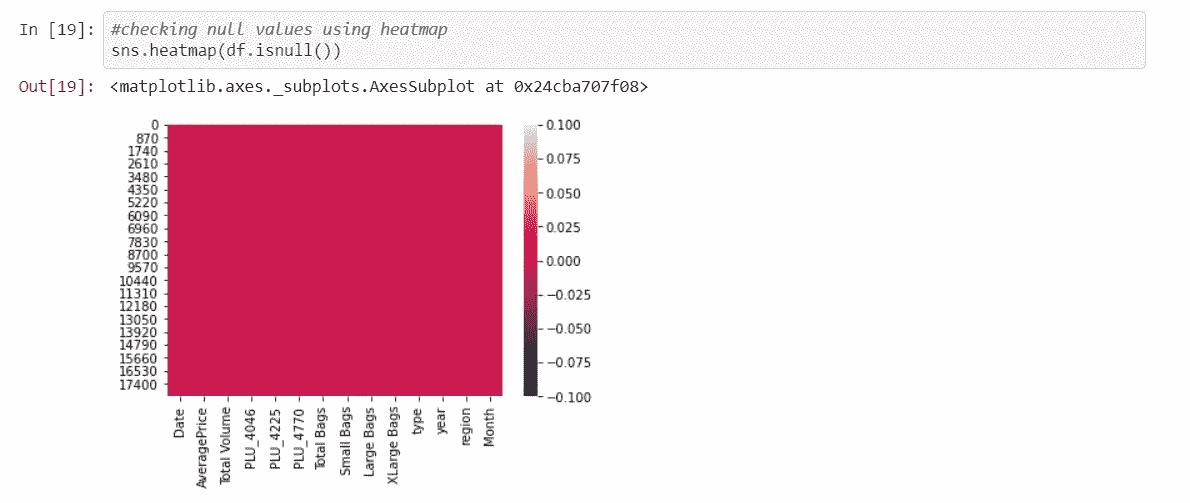 In [19]: #checking null values using heatmap
sns.heatmap(df.isnull())
Out[19]: <matplotlib.axes._subplots.AxesSubplot at 0x24cba707f08>
0
870
1740
2610
3480
4350
5220
6090
6960
7830
8700
9570
10440
11310
12180
13050
13920
14790
15660
16530
17400
0.100
0.075
0.050
0.025
0.000
−0.025
−0.050
−0.075
−0.100
Date
AveragePrice
Total Volume
PLU_4046
PLU_4225
PLU_4770
Total Bags
Small Bags
Large Bags
XLarge Bags
type
year
region
Month